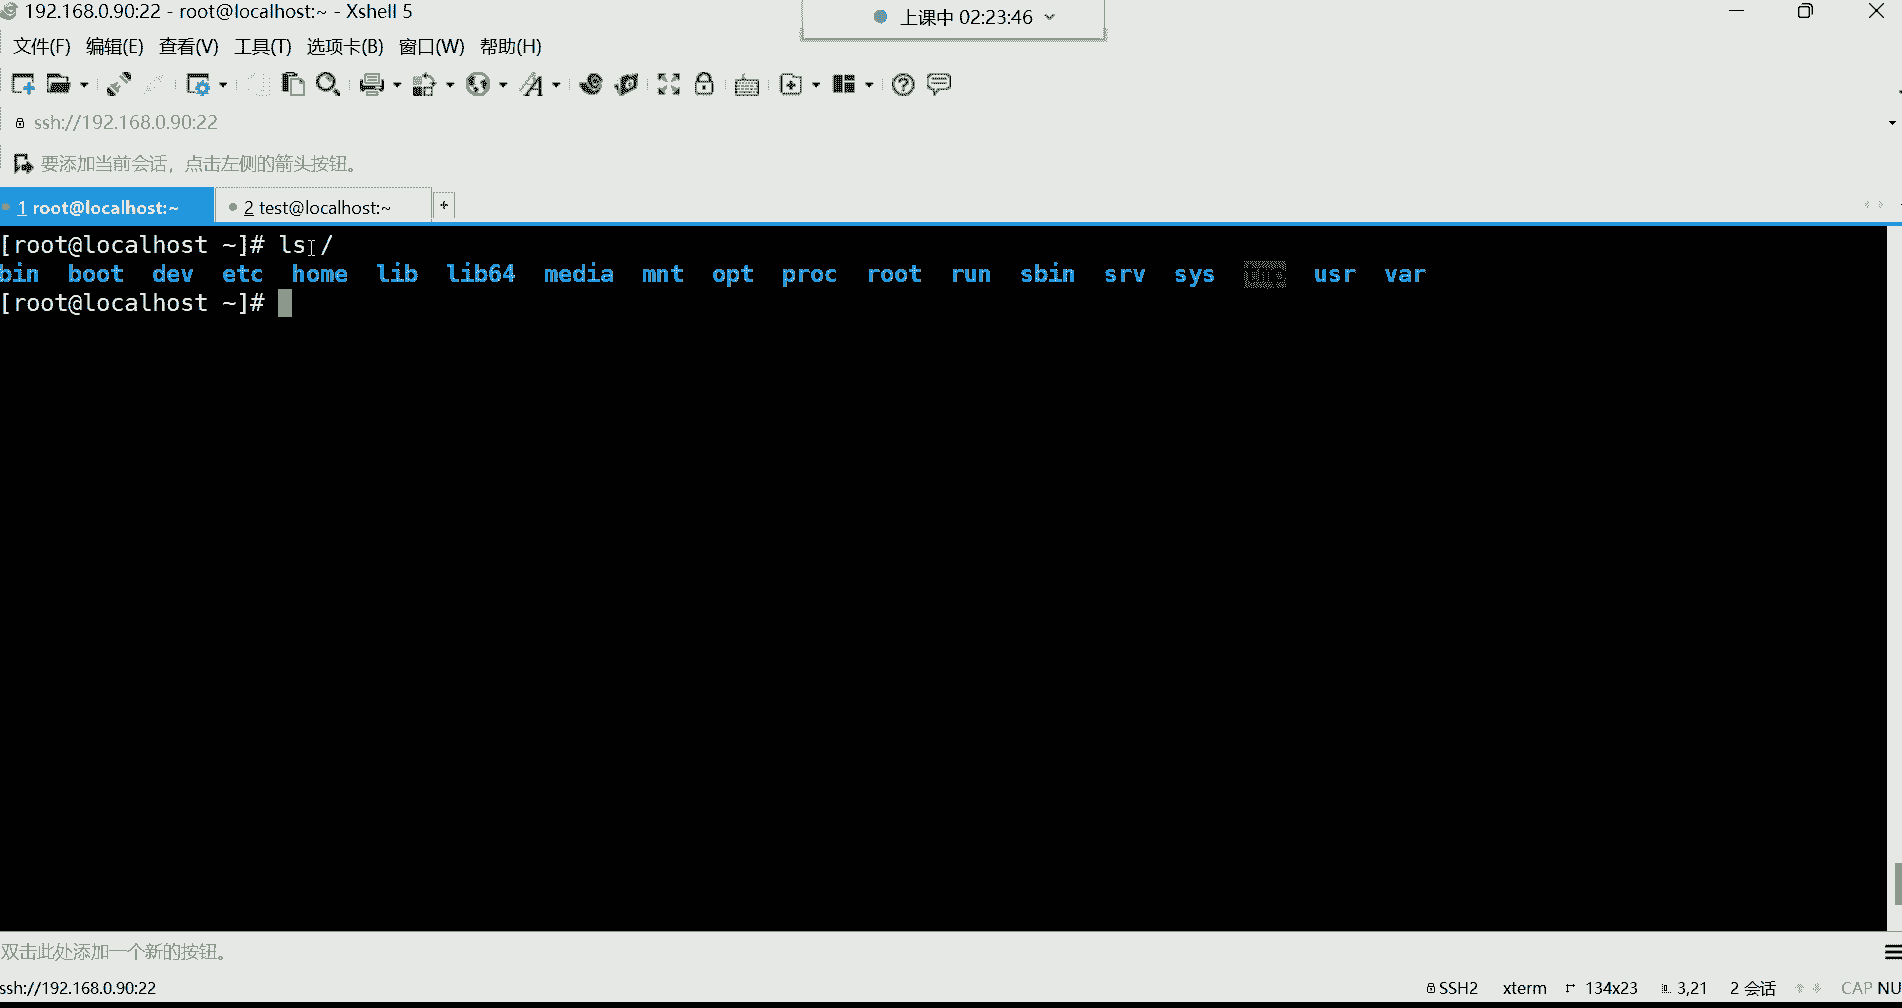 192.168.0.90:22 - root@localhost:~ - Xshell 5
上课中 02:23:46
文件(F) 编辑(E) 查看(V) 工具(T) 选项卡(B) 窗口(W) 帮助(H)
ssh://192.168.0.90:22
要添加当前会话，点击左侧的箭头按钮。
1 root@localhost:~ 2 test@localhost:~ +
[root@localhost ~]# ls /
bin boot dev etc home lib lib64 media mnt opt proc root run sbin srv sys usr var
[root@localhost ~]#
双击此处添加一个新的按钮。
ssh://192.168.0.90:22 SSH2 xterm 134x23 3,21 2 会话 CAP NU